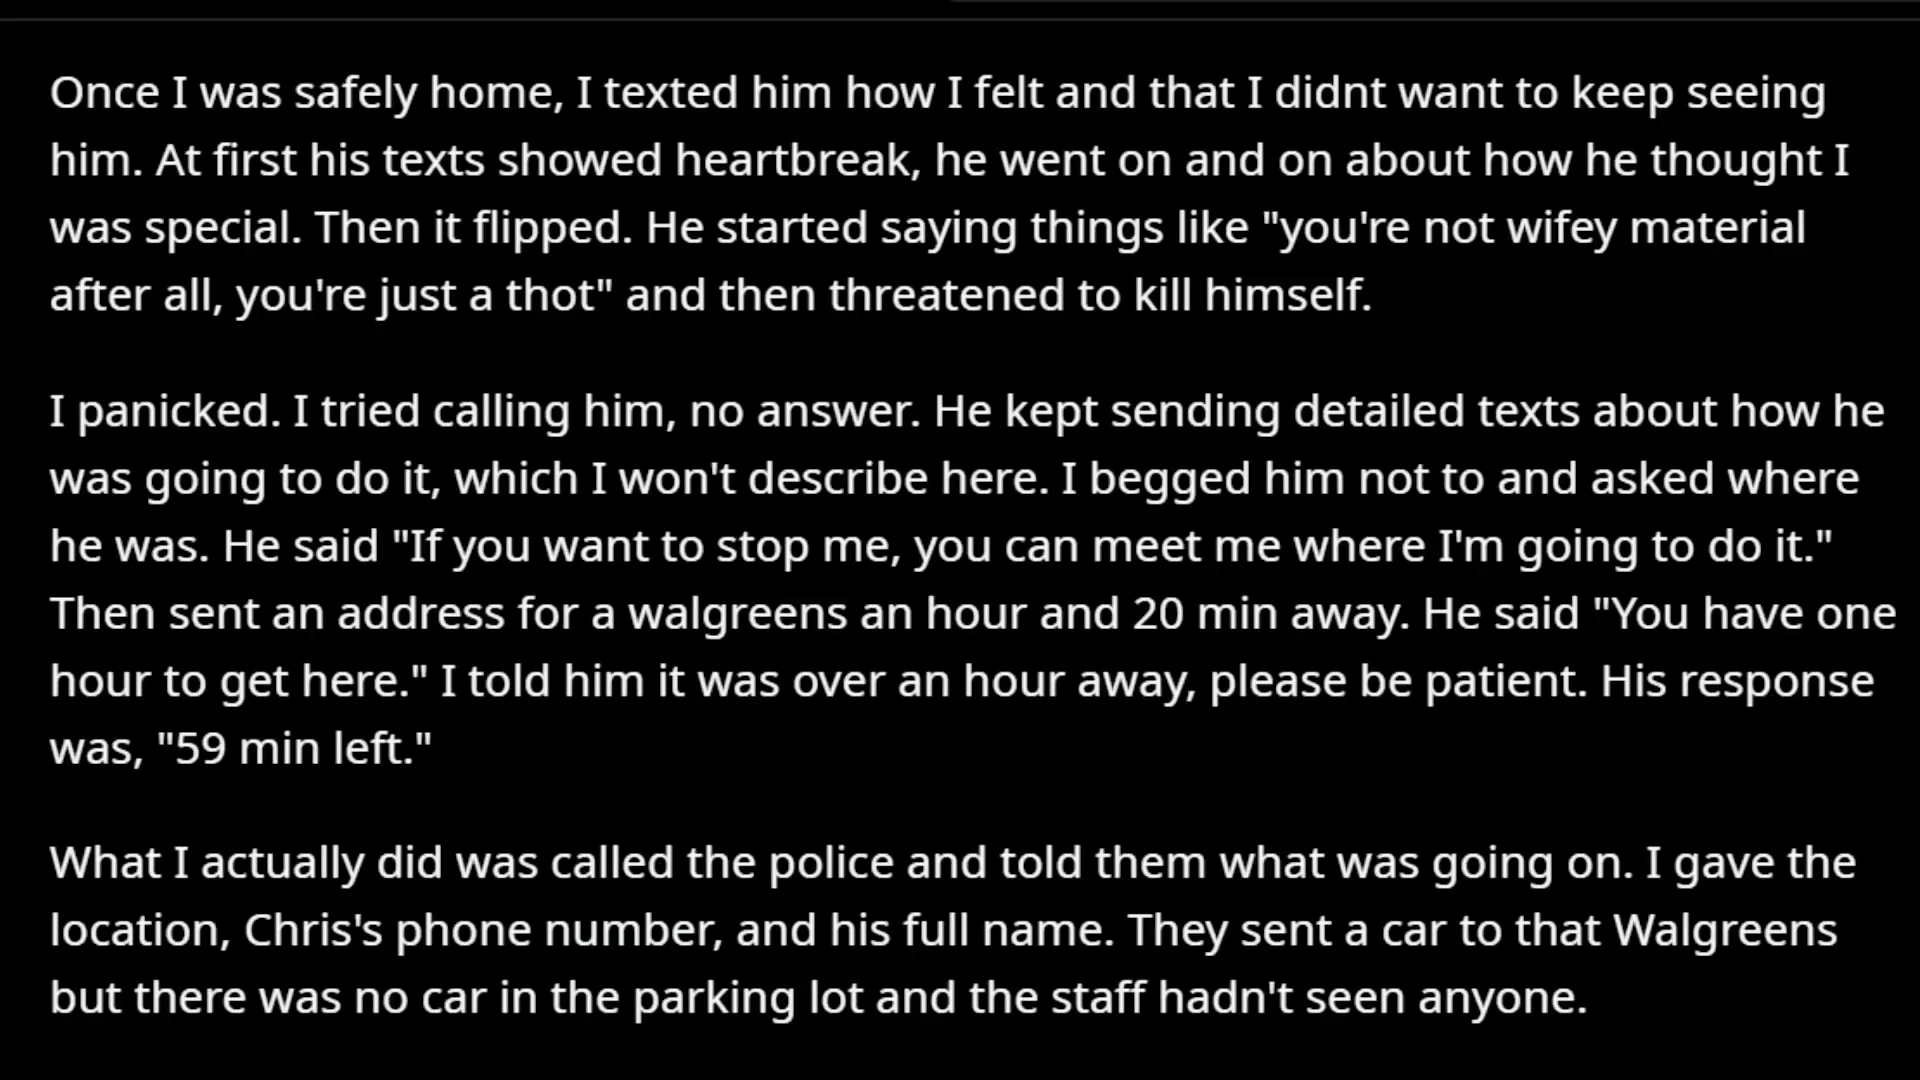 Once I was safely home, I texted him how I felt and that I didnt want to keep seeing
him. At first his texts showed heartbreak, he went on and on about how he thought I
was special. Then it flipped. He started saying things like "you're not wifey material
after all, you're just a thot" and then threatened to kill himself.
I panicked. I tried calling him, no answer. He kept sending detailed texts about how he
was going to do it, which I won't describe here. I begged him not to and asked where
he was. He said "If you want to stop me, you can meet me where I'm going to do it."
Then sent an address for a walgreens an hour and 20 min away. He said "You have one
hour to get here." I told him it was over an hour away, please be patient. His response
was, "59 min left."
What I actually did was called the police and told them what was going on. I gave the
location, Chris's phone number, and his full name. They sent a car to that Walgreens
but there was no car in the parking lot and the staff hadn't seen anyone.